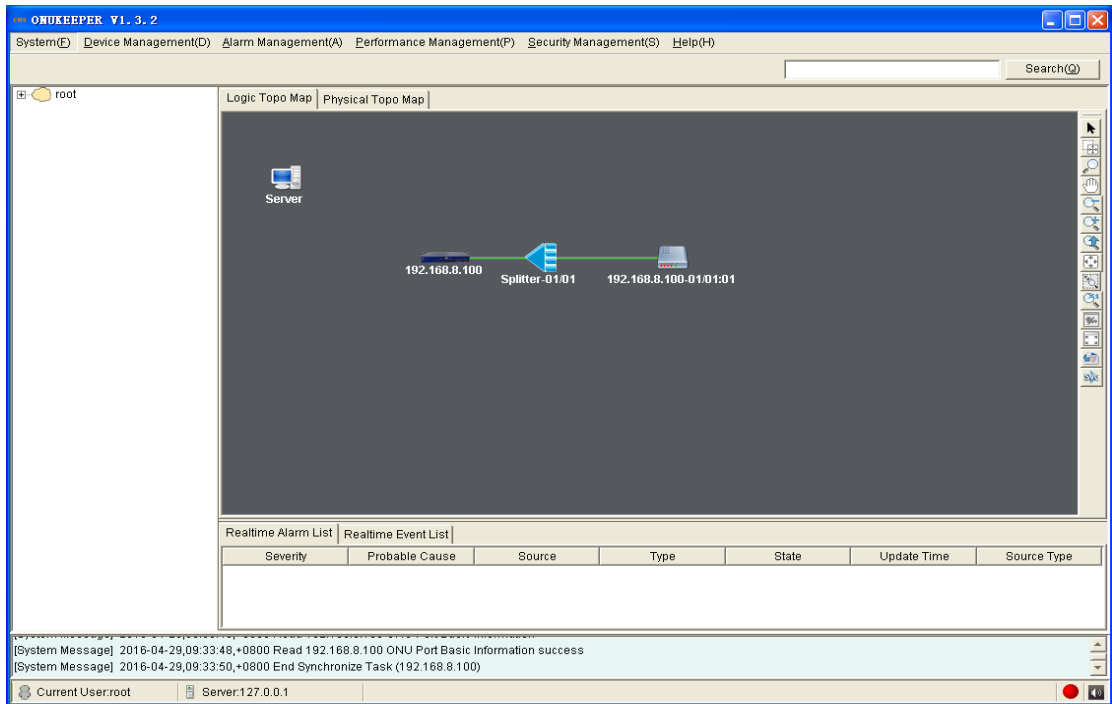 ONUKEEPER V1.3.2
System(F) Device Management(D) Alarm Management(A) Performance Management(P) Security Management(S) Help(H)
Search(Q)
root
Logic Topo Map Physical Topo Map
Server
192.168.8.100
Splitter-01/01
192.168.8.100-01/01:01
Realtime Alarm List Realtime Event List
Severity Probable Cause Source Type State Update Time Source Type
[System Message] 2016-04-29,09:33:48,+0800 Read 192.168.8.100 ONU Port Basic Information success
[System Message] 2016-04-29,09:33:50,+0800 End Synchronize Task (192.168.8.100)
Current User:root Server:127.0.0.1